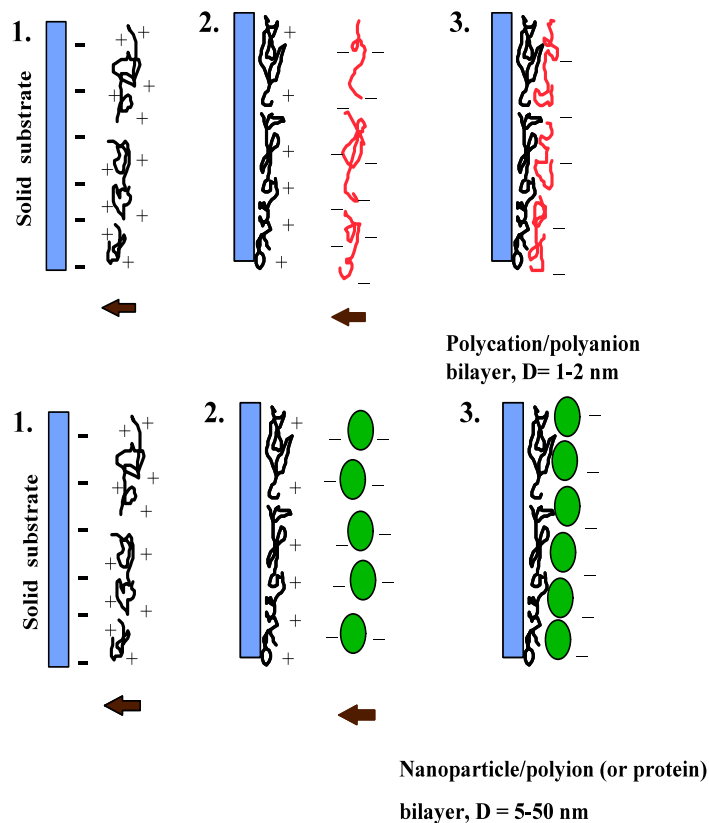 1.
2.
3.
Solid substrate
Polycation/polyanion
bilayer, D= 1-2 nm
1.
2.
3.
Solid substrate
Nanoparticle/polyion (or protein)
bilayer, D = 5-50 nm